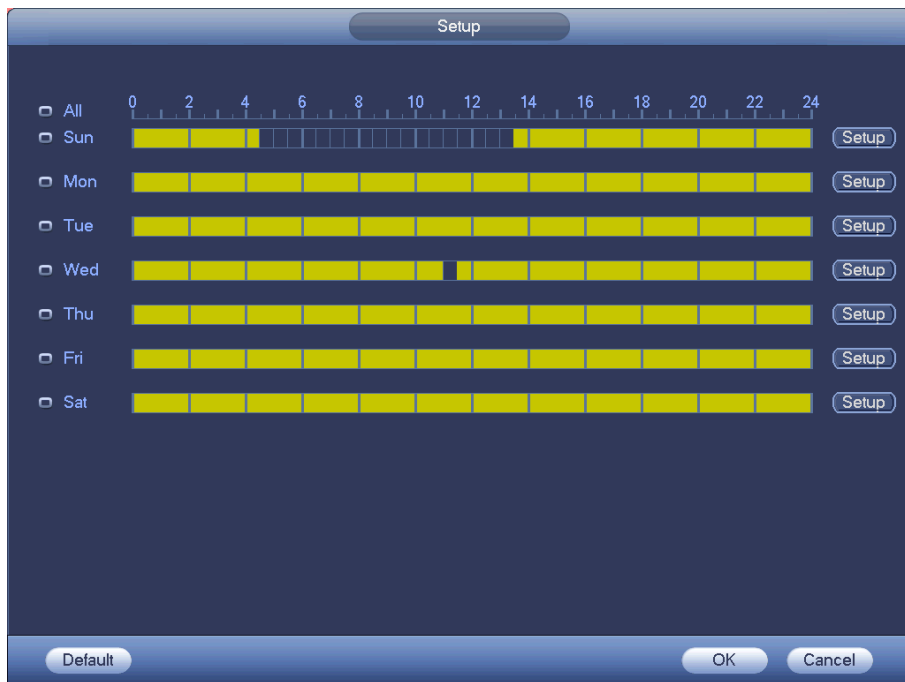 Setup
All 0 2 4 6 8 10 12 14 16 18 20 22 24
Sun Setup
Mon Setup
Tue Setup
Wed Setup
Thu Setup
Fri Setup
Sat Setup
Default OK Cancel